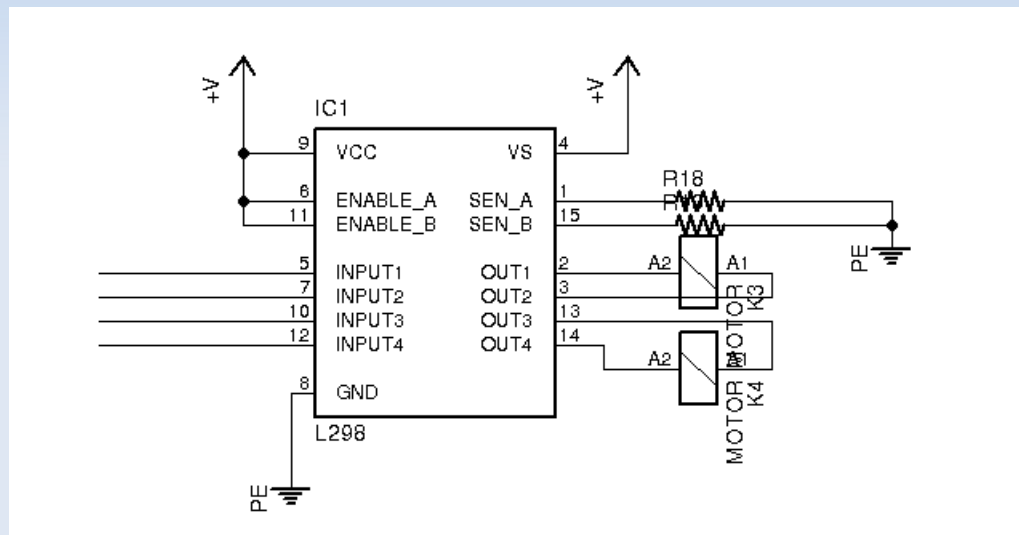 +V
+V
IC1
9 VCC VS 4
R18
6 ENABLE_A SEN_A 1
11 ENABLE_B SEN_B 15
PE
5 INPUT1 OUT1 2 A2 A1
7 INPUT2 OUT2 3
MOTOR
K3
10 INPUT3 OUT3 13
12 INPUT4 OUT4 14
A2 A1
MOTOR
K4
8 GND
L298
PE